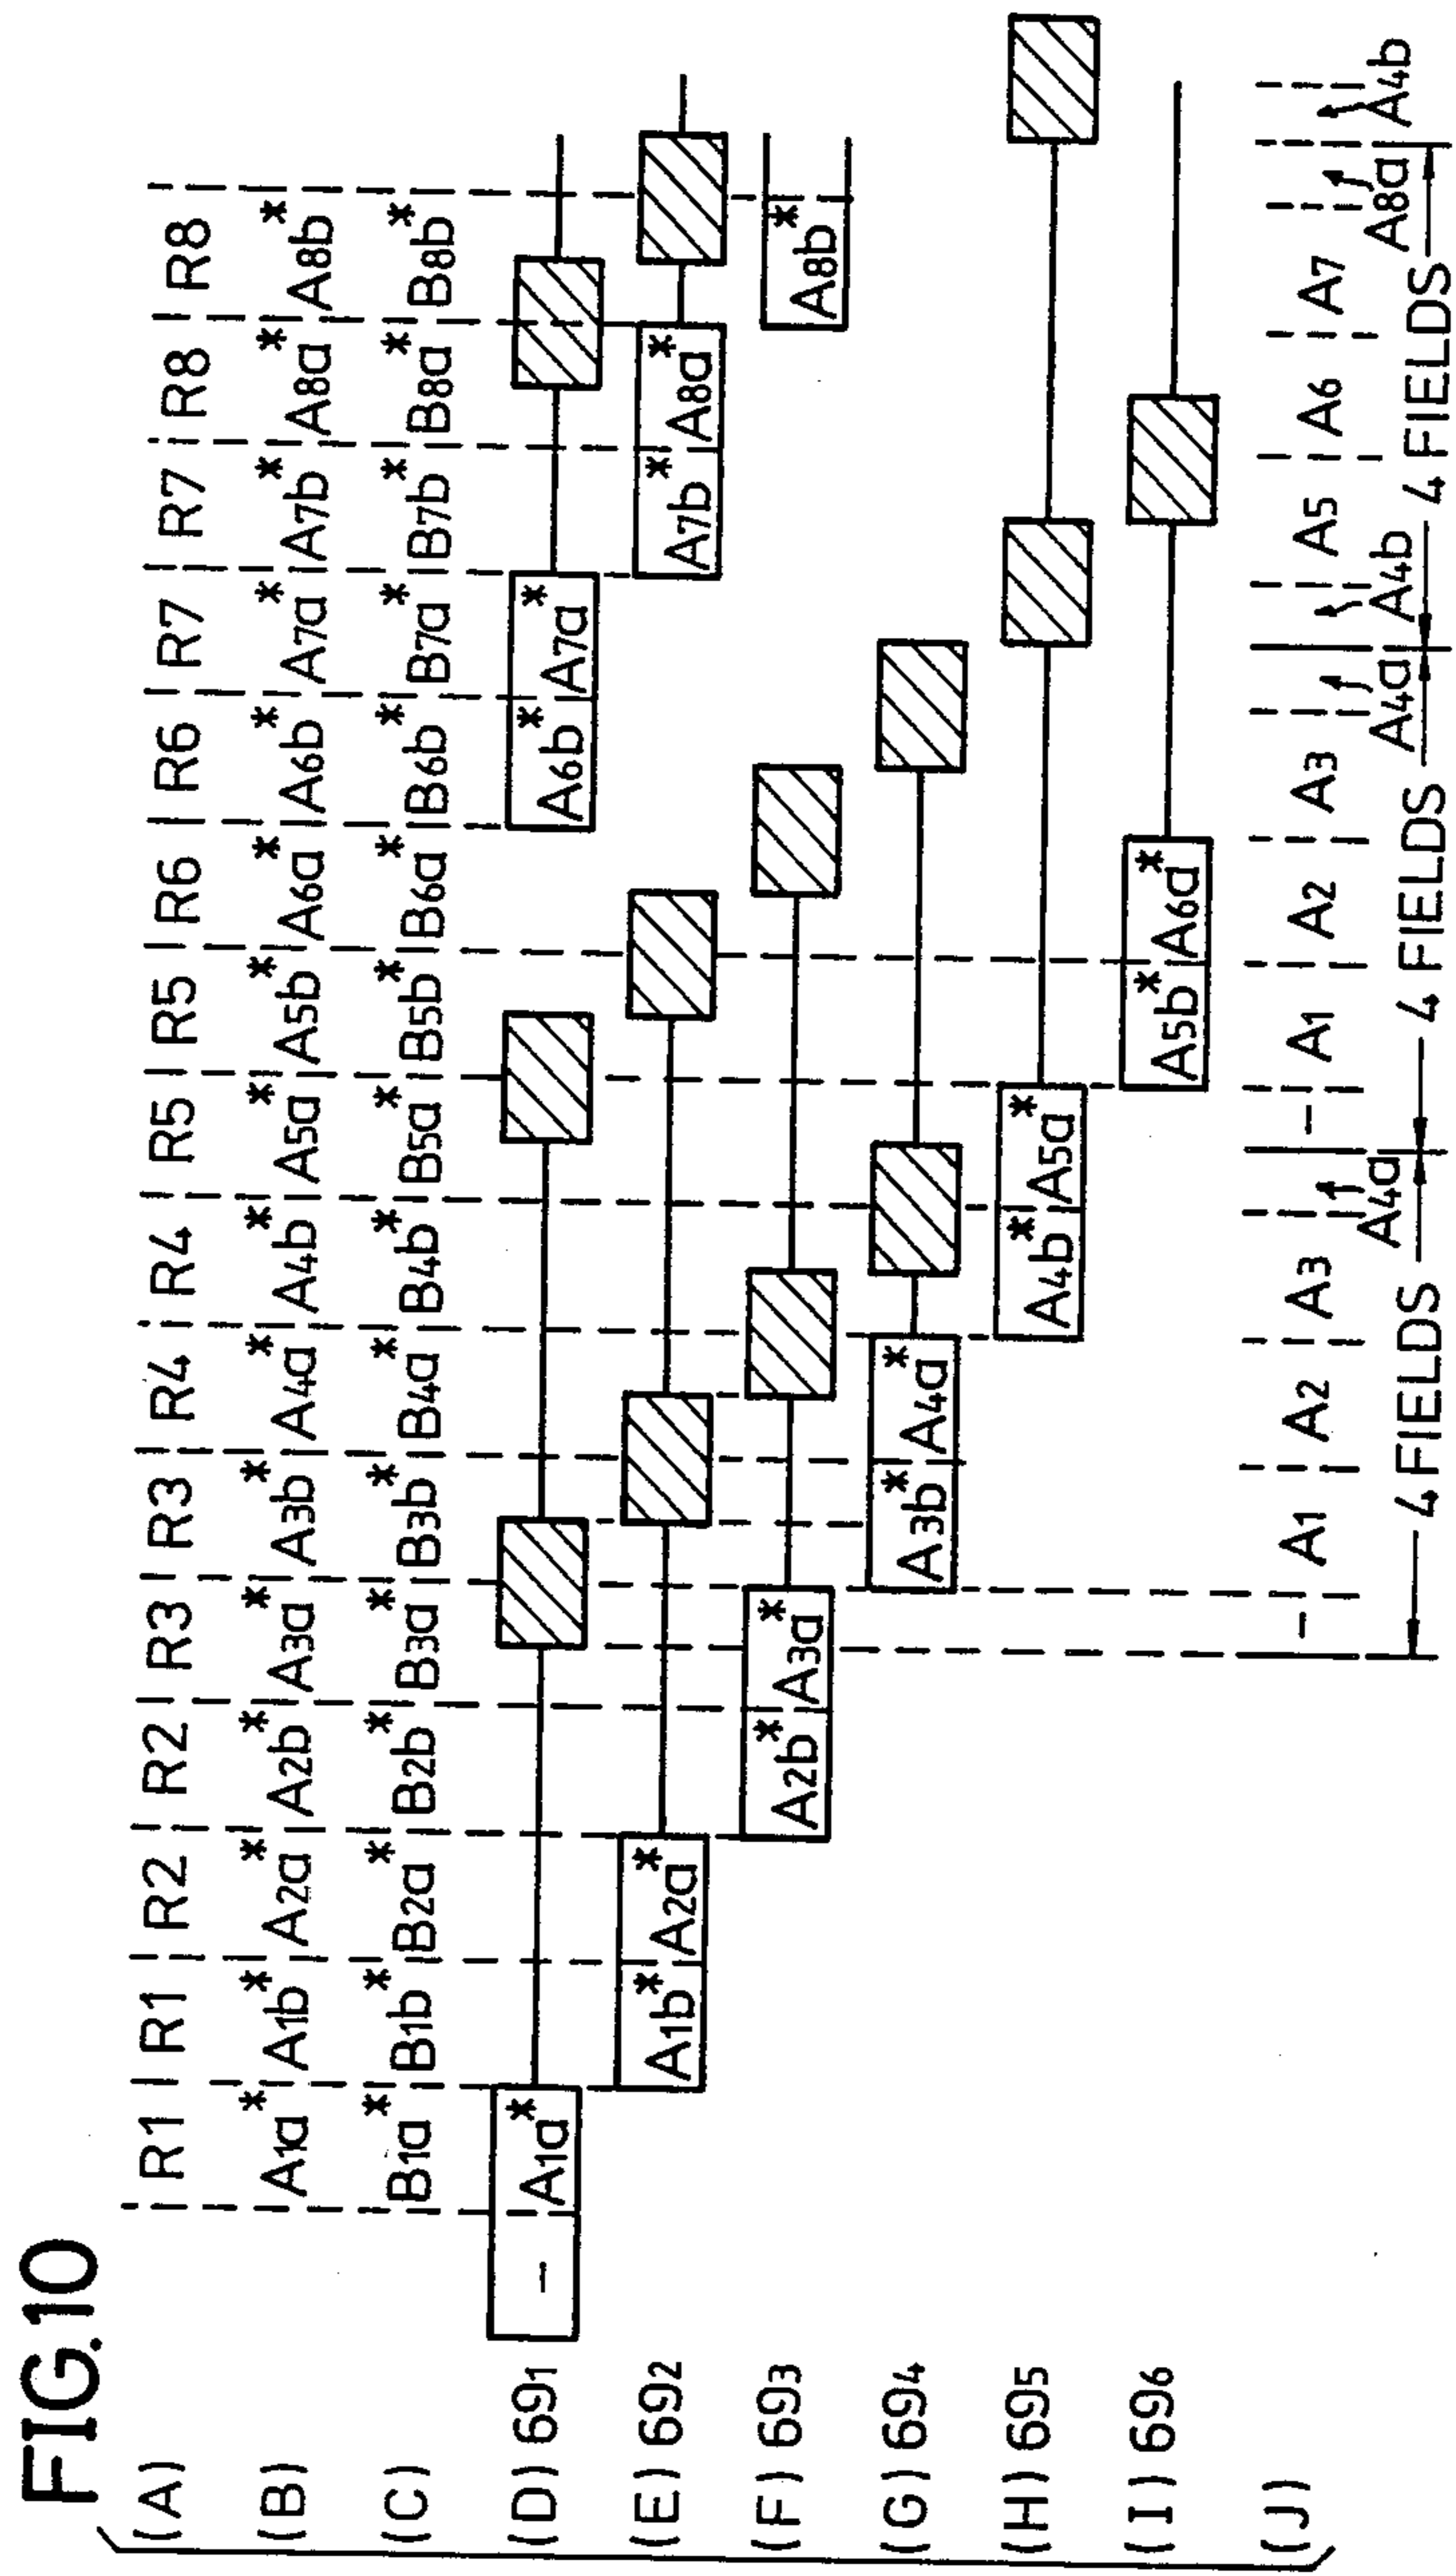 FIG.10
(A) R1 R1 R2 R2 R3 R3 R4 R4 R5 R5 R6 R6 R7 R7 R8 R8
(B) A1a* A1b* A2a* A2b* A3a* A3b* A4a* A4b* A5a* A5b* A6a* A6b* A7a* A7b* A8a* A8b*
(C) B1a* B1b* B2a* B2b* B3a* B3b* B4a* B4b* B5a* B5b* B6a* B6b* B7a* B7b* B8a* B8b*
(D) 691 – A1a* A6b* A7a*
(E) 692 A1b* A2a* A7b* A8a*
(F) 693 A2b* A3a* A8b*
(G) 694 A3b* A4a*
(H) 695 A4b* A5a*
(I) 696 A5b* A6a*
(J) – A1 A2 A3 A4a – A1 A2 A3 A4a A4b A5 A6 A7 A8a A4b
4 FIELDS 4 FIELDS 4 FIELDS